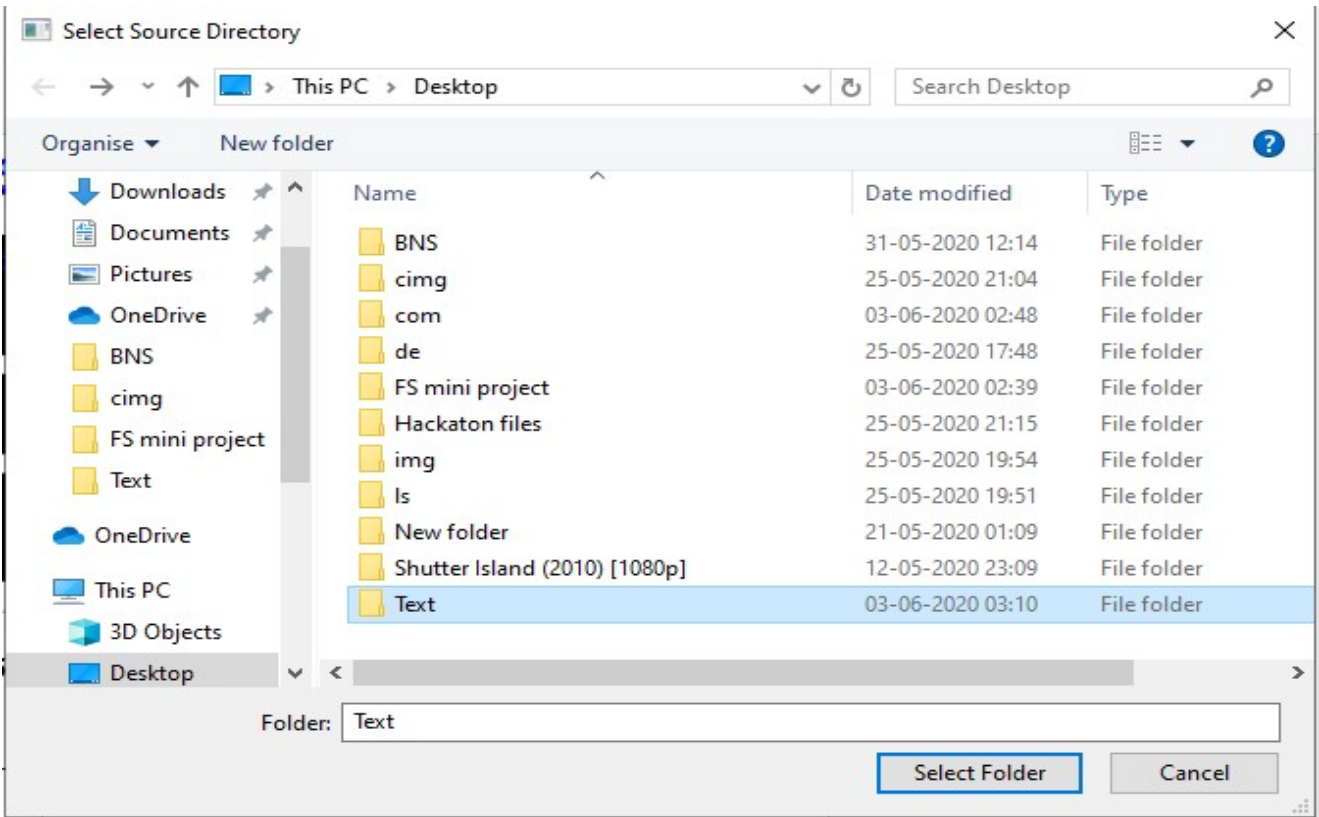 Select Source Directory
This PC > Desktop
Search Desktop
Organise
New folder
Downloads
Documents
Pictures
OneDrive
BNS
cimg
FS mini project
Text
OneDrive
This PC
3D Objects
Desktop
Name Date modified Type
BNS 31-05-2020 12:14 File folder
cimg 25-05-2020 21:04 File folder
com 03-06-2020 02:48 File folder
de 25-05-2020 17:48 File folder
FS mini project 03-06-2020 02:39 File folder
Hackaton files 25-05-2020 21:15 File folder
img 25-05-2020 19:54 File folder
ls 25-05-2020 19:51 File folder
New folder 21-05-2020 01:09 File folder
Shutter Island (2010) [1080p] 12-05-2020 23:09 File folder
Text 03-06-2020 03:10 File folder
Folder: Text
Select Folder
Cancel